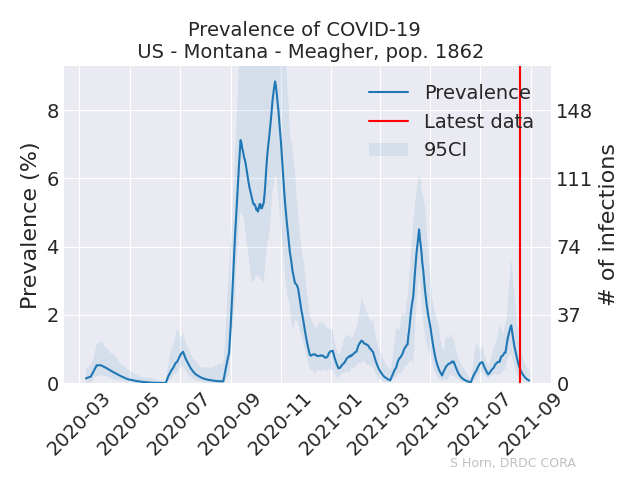 Prevalence of COVID-19
US - Montana - Meagher, pop. 1862
Prevalence
Latest data
95CI
Prevalence (%)
8
6
4
2
0
# of infections
148
111
74
37
0
2020-03
2020-05
2020-07
2020-09
2020-11
2021-01
2021-03
2021-05
2021-07
2021-09
S Horn, DRDC CORA